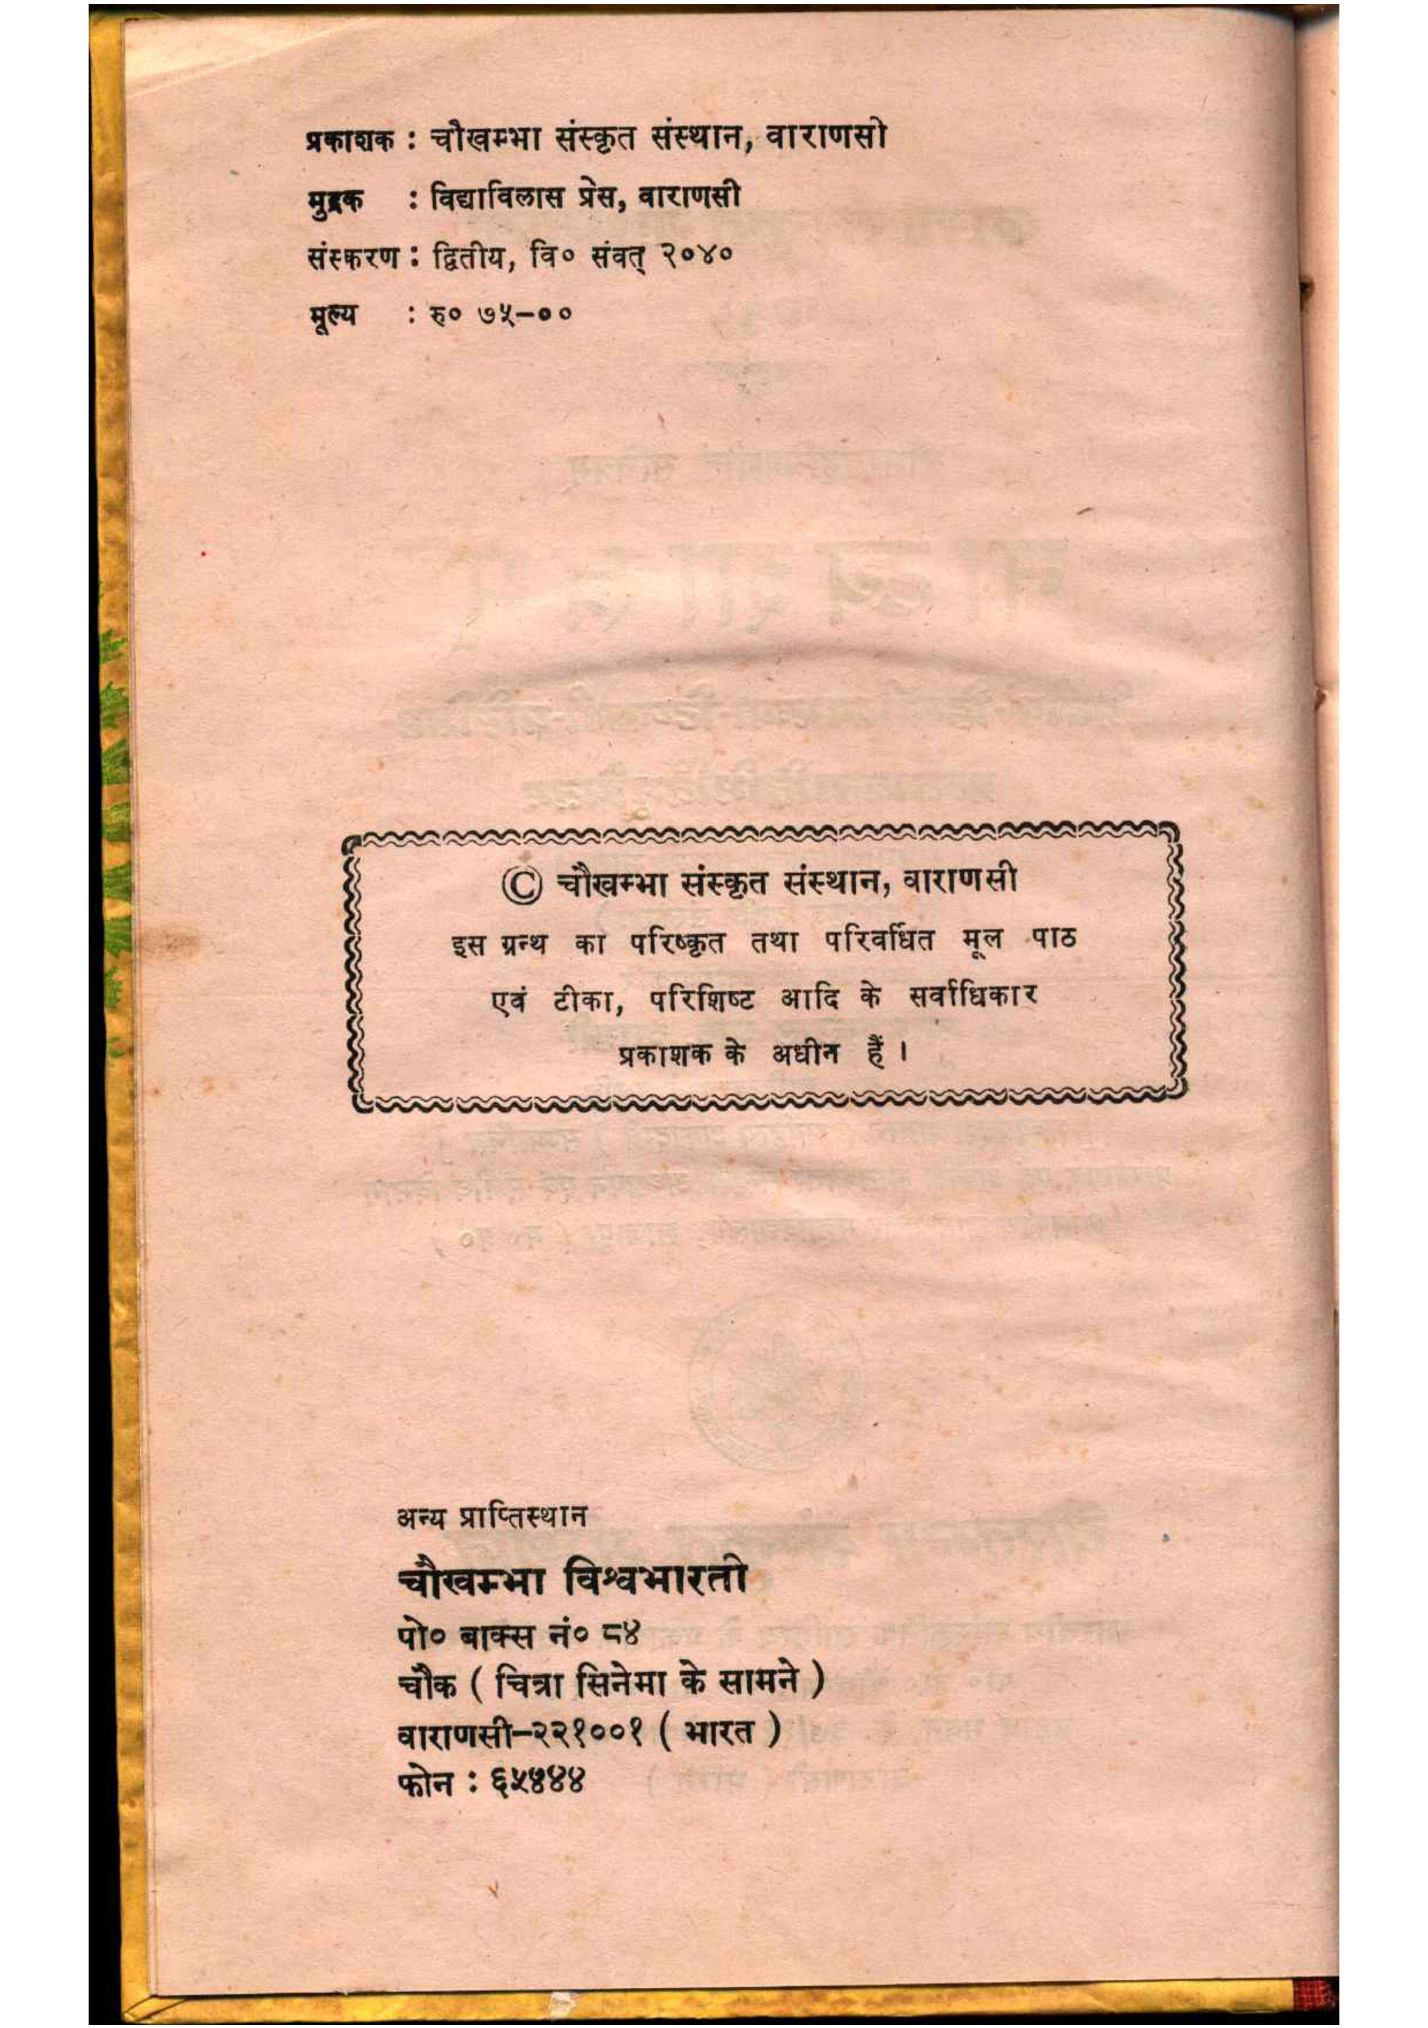 प्रकाशक : चौखम्भा संस्कृत संस्थान, वाराणसी
मुद्रक : विद्याविलास प्रेस, वाराणसी
संस्करण : द्वितीय, वि० संवत् २०४०
मूल्य : रु० ७५-००
© चौखम्भा संस्कृत संस्थान, वाराणसी
इस ग्रन्थ का परिष्कृत तथा परिवर्धित मूल पाठ
एवं टीका, परिशिष्ट आदि के सर्वाधिकार
प्रकाशक के अधीन हैं ।
अन्य प्राप्तिस्थान
चौखम्भा विश्वभारती
पो० बाक्स नं० ८४
चौक ( चित्रा सिनेमा के सामने )
वाराणसी-२२१००१ ( भारत )
फोन : ६५४४४